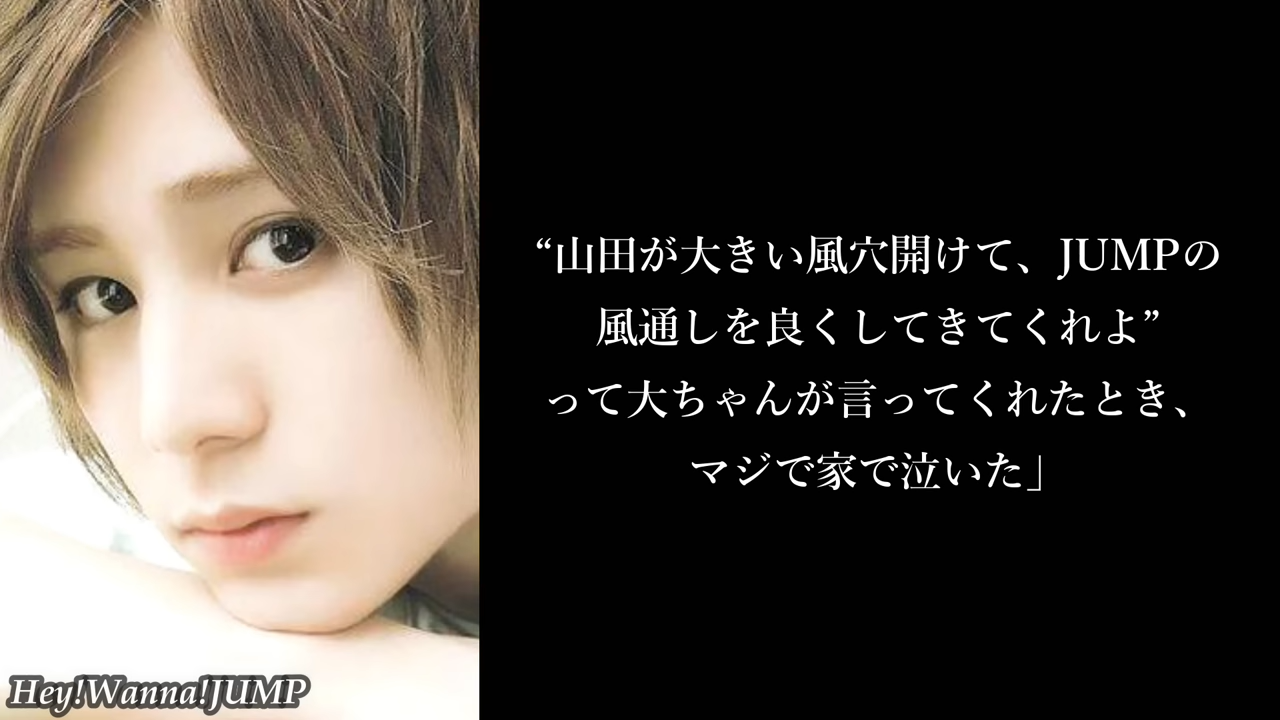 “山田が大きい風穴開けて、JUMPの
風通しを良くしてきてくれよ”
って大ちゃんが言ってくれたとき、
マジで家で泣いた」
Hey!Wanna!JUMP